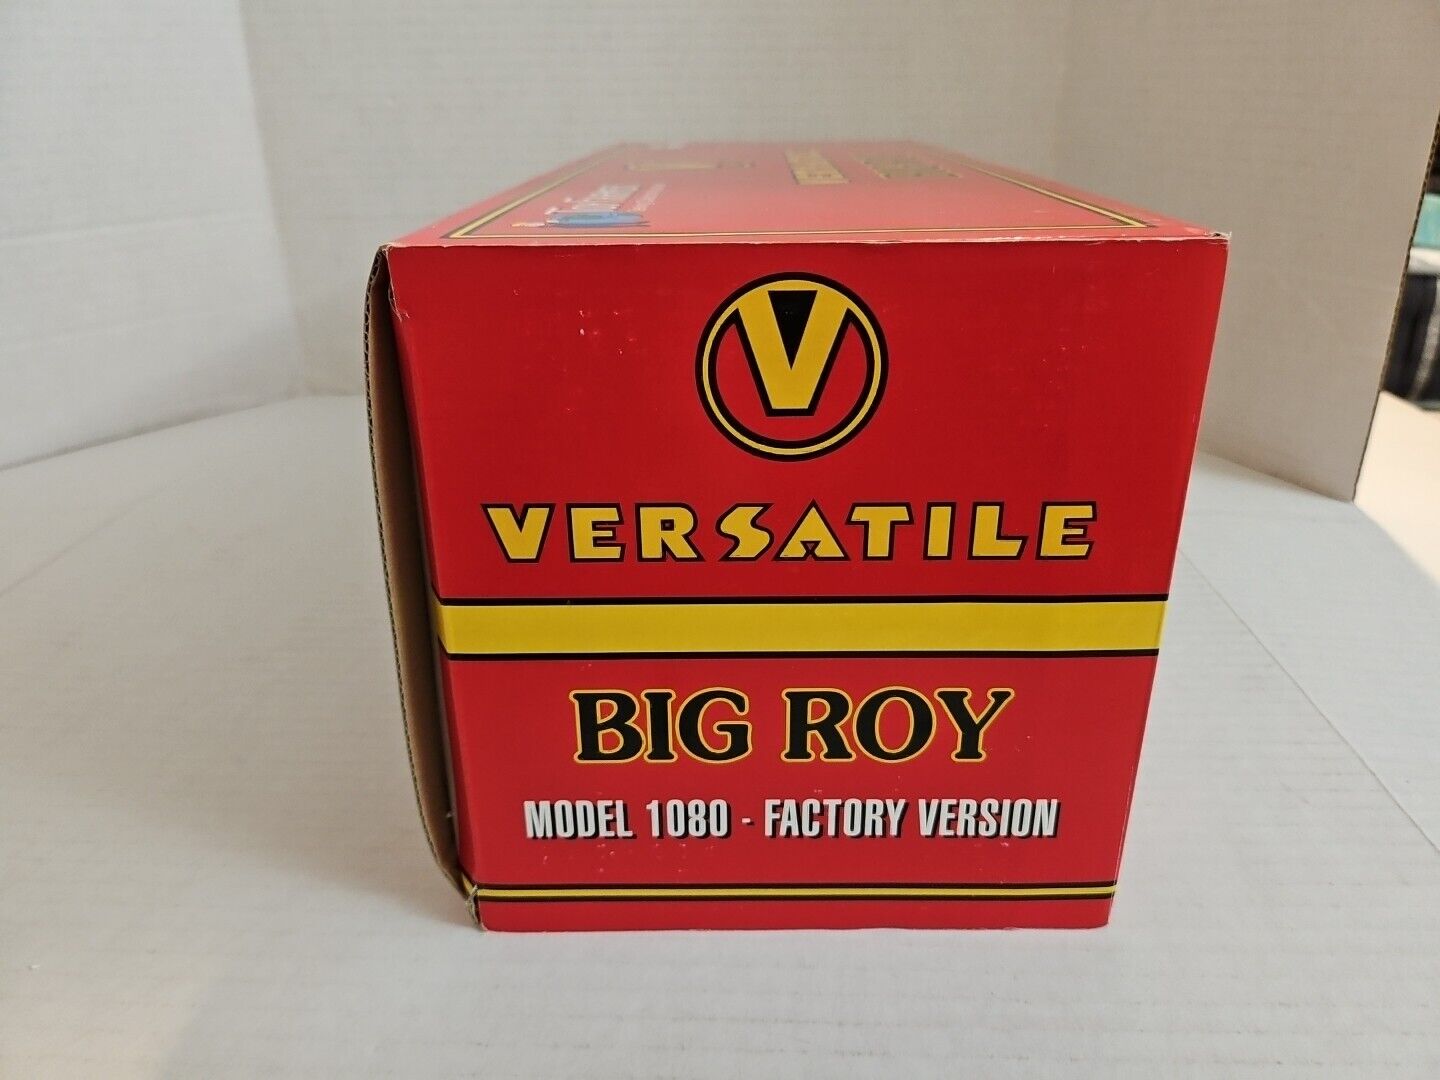 V
VERSATILE
BIG ROY
MODEL 1080 - FACTORY VERSION